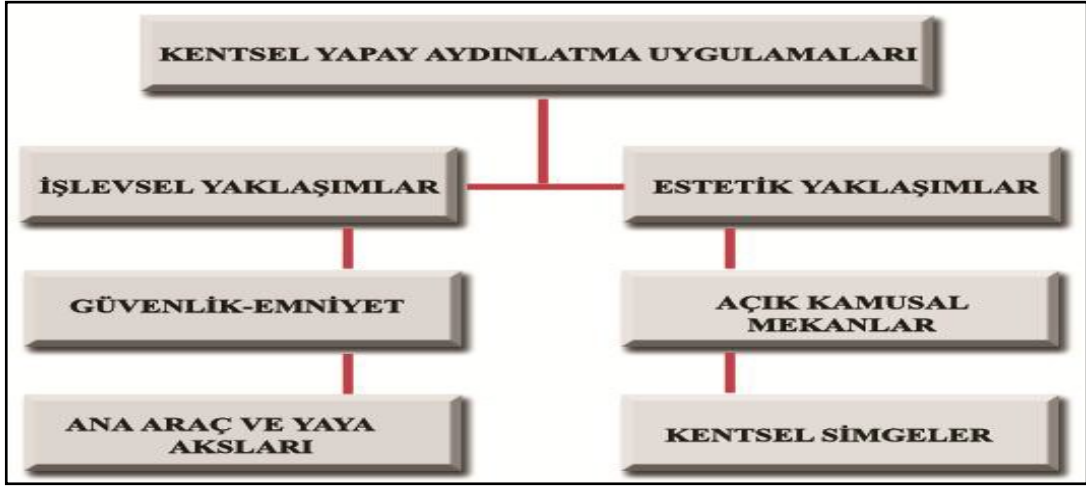 KENTSEL YAPAY AYDINLATMA UYGULAMALARI
İŞLEVSEL YAKLAŞIMLAR
ESTETİK YAKLAŞIMLAR
GÜVENLİK-EMNİYET
AÇIK KAMUSAL
MEKANLAR
ANA ARAÇ VE YAYA
AKSLARI
KENTSEL SİMGELER